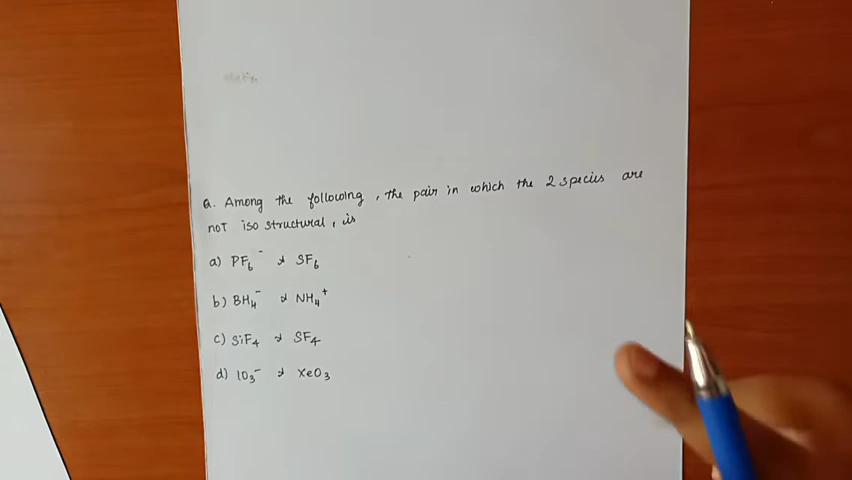 Q. Among the following, the pair in which the 2 species are
not iso structural, is
a) PF₆⁻ & SF₆
b) BH₄⁻ & NH₄⁺
c) SiF₄ & SF₄
d) IO₃⁻ & XeO₃